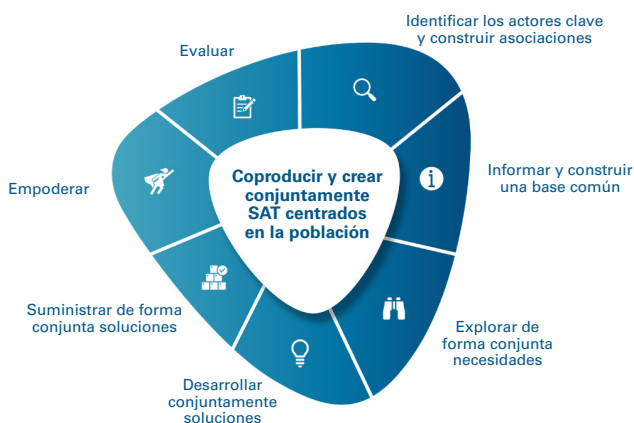 Identificar los actores clave
y construir asociaciones
Informar y construir
una base común
Explorar de
forma conjunta
necesidades
Desarrollar
conjuntamente
soluciones
Suministrar de forma
conjunta soluciones
Empoderar
Evaluar
Coproducir y crear
conjuntamente
SAT centrados
en la población